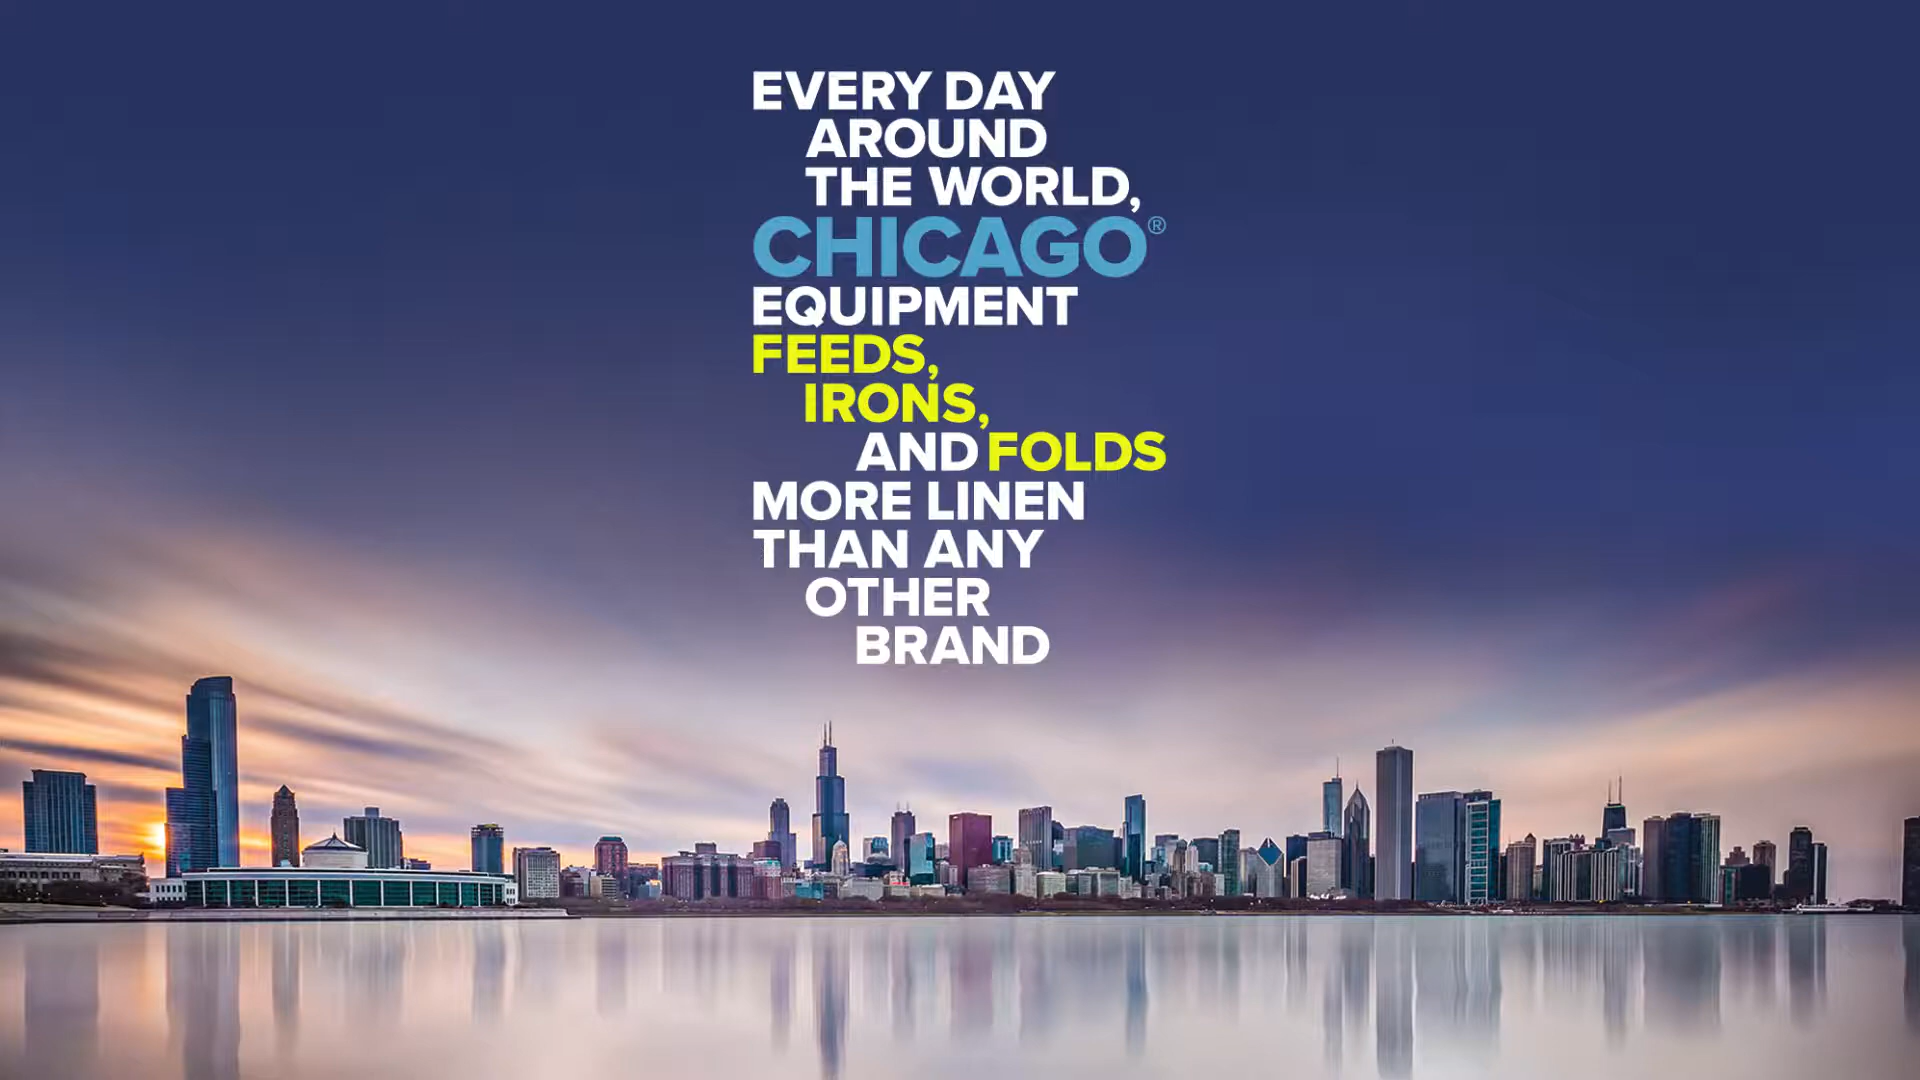 EVERY DAY
AROUND
THE WORLD,
CHICAGO®
EQUIPMENT
FEEDS,
IRONS,
AND FOLDS
MORE LINEN
THAN ANY
OTHER
BRAND